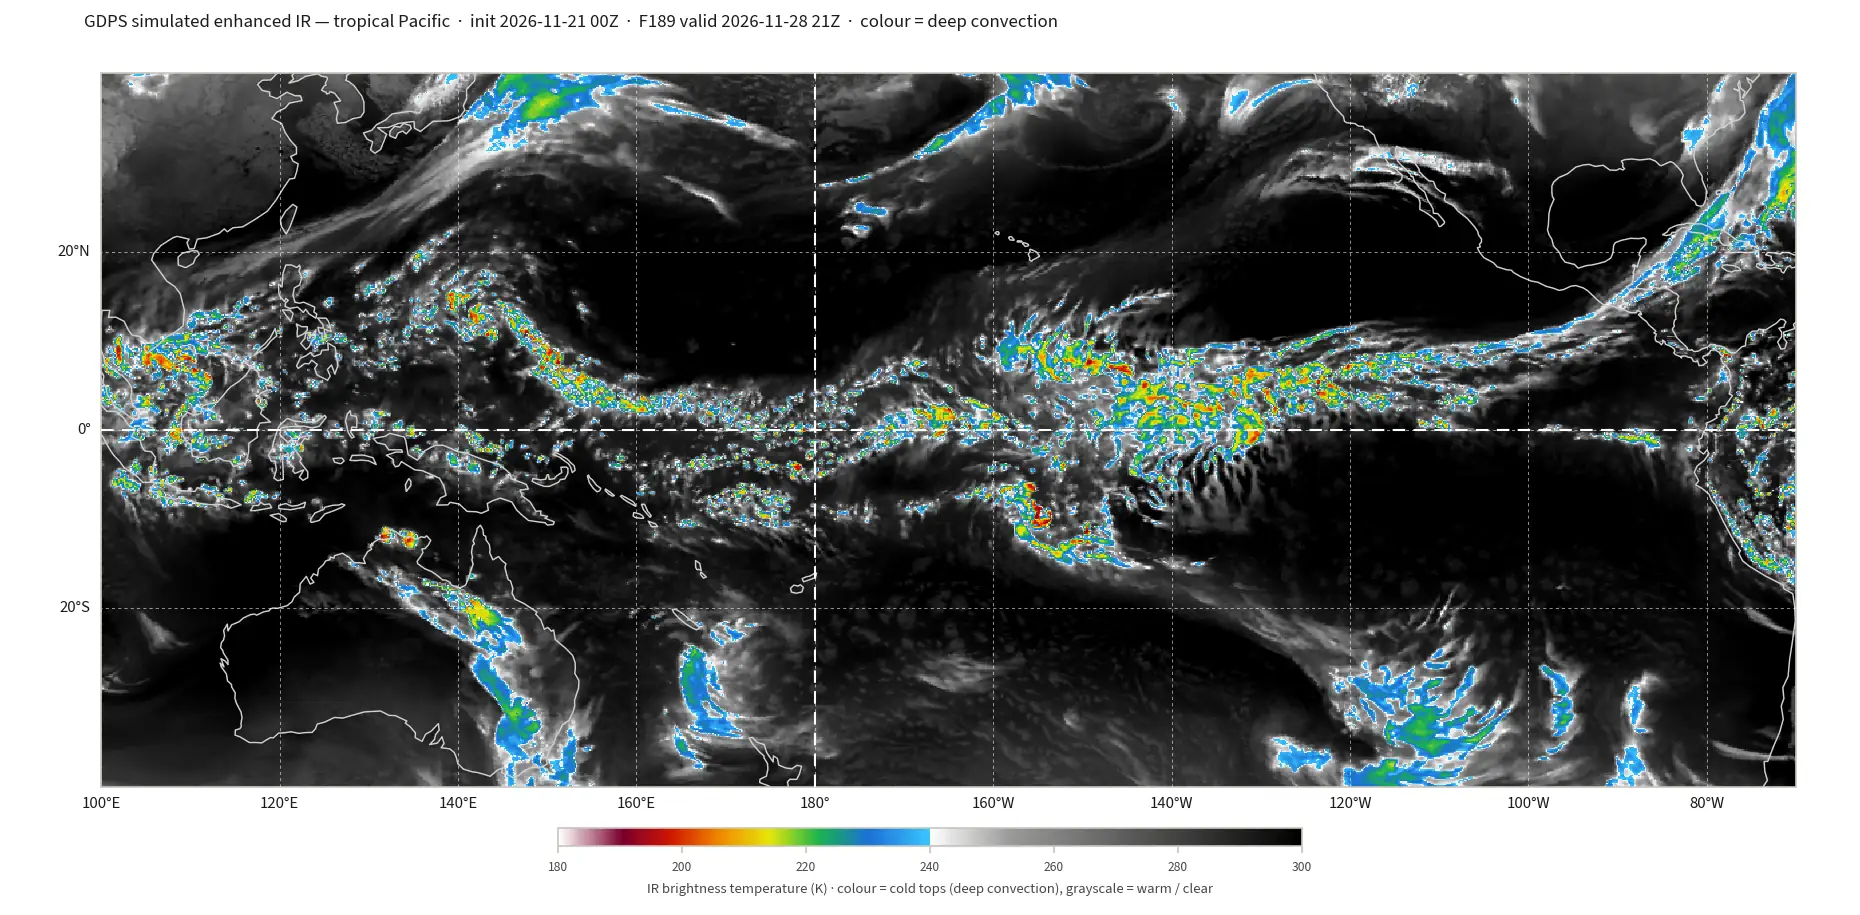 GDPS simulated enhanced IR — tropical Pacific · init 2026-11-21 00Z · F189 valid 2026-11-28 21Z · colour = deep convection
20°N
0°
20°S
100°E 120°E 140°E 160°E 180° 160°W 140°W 120°W 100°W 80°W
180 200 220 240 260 280 300
IR brightness temperature (K) · colour = cold tops (deep convection), grayscale = warm / clear